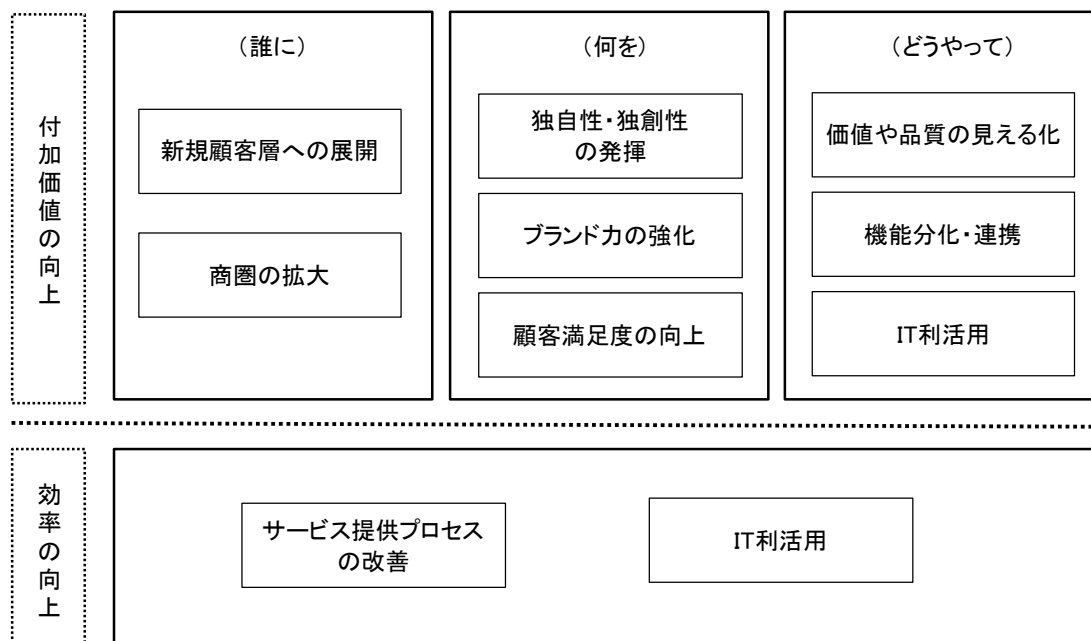 付加価値の向上
（誰に）
新規顧客層への展開
商圏の拡大
（何を）
独自性・独創性
の発揮
ブランド力の強化
顧客満足度の向上
（どうやって）
価値や品質の見える化
機能分化・連携
IT利活用
効率の向上
サービス提供プロセス
の改善
IT利活用